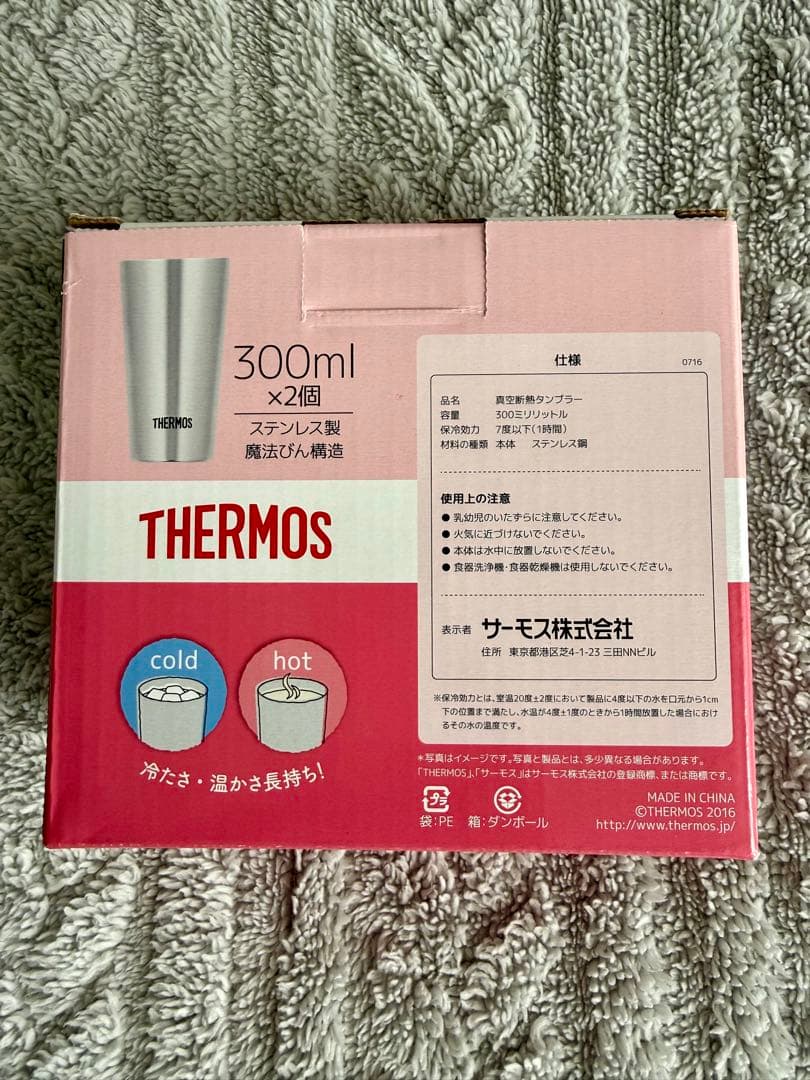 THERMOS
300ml
×2個
ステンレス製
魔法びん構造
THERMOS
cold
hot
冷たさ・温かさ長持ち!
仕様
0716
品名 真空断熱タンブラー
容量 300ミリリットル
保冷効力 7度以下(1時間)
材料の種類 本体 ステンレス鋼
使用上の注意
●乳幼児のいたずらに注意してください。
●火気に近づけないでください。
●本体は水中に放置しないでください。
●食器洗浄機・食器乾燥機は使用しないでください。
表示者 サーモス株式会社
住所 東京都港区芝4-1-23 三田NNビル
※保冷効力とは、室温20度±2度において製品に4度以下の水を口元から1cm
下の位置まで満たし、水温が4度±1度のときから1時間放置した場合におけ
るその水の温度です。
*写真はイメージです。写真と製品とは、多少異なる場合があります。
「THERMOS」、「サーモス」はサーモス株式会社の登録商標、または商標です。
プラ
袋:PE 箱:ダンボール
MADE IN CHINA
©THERMOS 2016
http://www.thermos.jp/